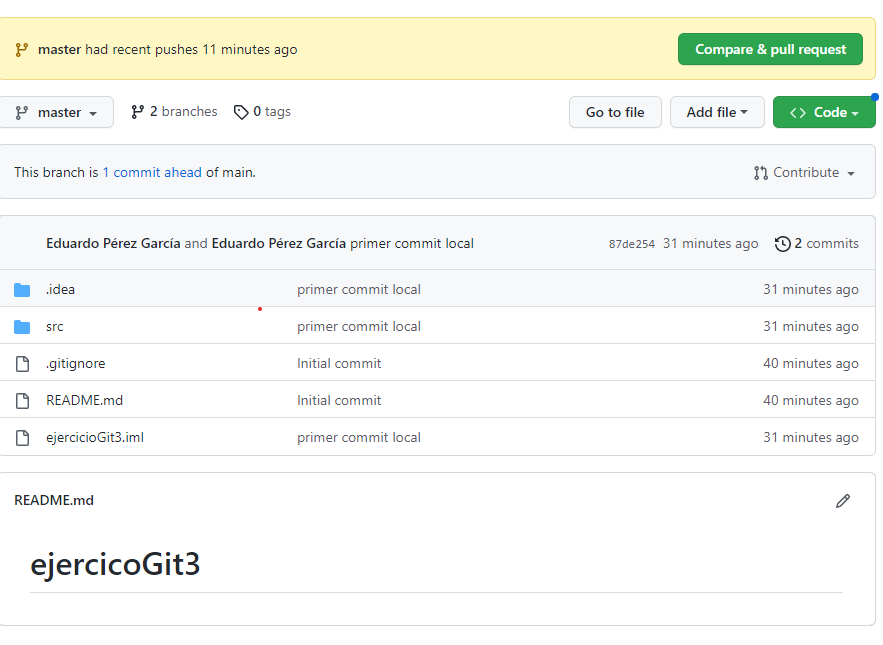 master had recent pushes 11 minutes ago Compare & pull request
master 2 branches 0 tags Go to file Add file Code
This branch is 1 commit ahead of main. Contribute
Eduardo Pérez García and Eduardo Pérez García primer commit local 87de254 31 minutes ago 2 commits
.idea primer commit local 31 minutes ago
src primer commit local 31 minutes ago
.gitignore Initial commit 40 minutes ago
README.md Initial commit 40 minutes ago
ejercicioGit3.iml primer commit local 31 minutes ago
README.md
ejercicoGit3